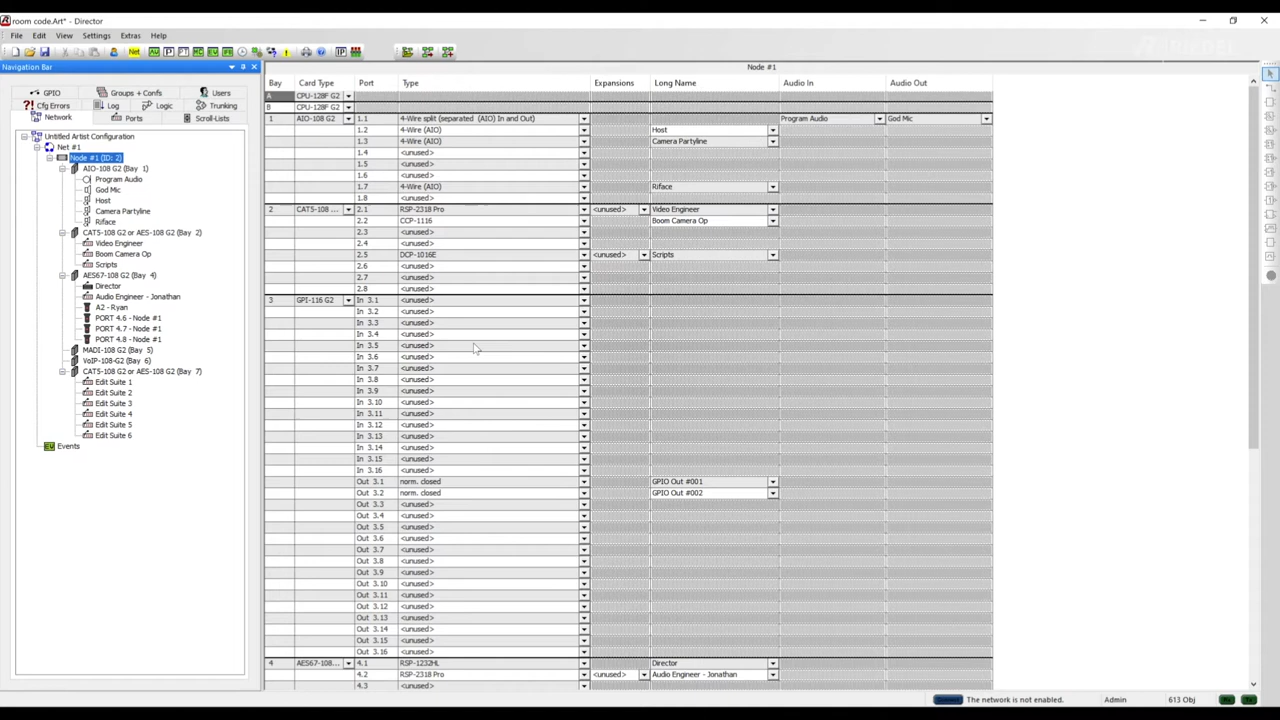 room code.Art* - Director
File Edit View Settings Extras Help
RIEDEL
Navigation Bar
GPIO Groups + Confs Users
Cfg Errors Log Logic Trunking
Network Ports Scroll-Lists
Untitled Artist Configuration
Net #1
Node #1 (ID: 2)
AIO-108 G2 (Bay 1)
Program Audio
God Mic
Host
Camera Partyline
Riface
CAT5-108 G2 or AES-108 G2 (Bay 2)
Video Engineer
Boom Camera Op
Scripts
AES67-108 G2 (Bay 4)
Director
Audio Engineer - Jonathan
A2 - Ryan
PORT 4.6 - Node #1
PORT 4.7 - Node #1
PORT 4.8 - Node #1
MADI-108 G2 (Bay 5)
VoIP-108-G2 (Bay 6)
CAT5-108 G2 or AES-108 G2 (Bay 7)
Edit Suite 1
Edit Suite 2
Edit Suite 3
Edit Suite 4
Edit Suite 5
Edit Suite 6
Events
Node #1
Bay Card Type Port Type Expansions Long Name Audio In Audio Out
A CPU-128F G2
B CPU-128F G2
1 AIO-108 G2 1.1 4-Wire split (separated (AIO) In and Out) Program Audio God Mic
1.2 4-Wire (AIO) Host
1.3 4-Wire (AIO) Camera Partyline
1.4 <unused>
1.5 <unused>
1.6 <unused>
1.7 4-Wire (AIO) Riface
1.8 <unused>
2 CAT5-108 ... 2.1 RSP-2318 Pro <unused> Video Engineer
2.2 CCP-1116 Boom Camera Op
2.3 <unused>
2.4 <unused>
2.5 DCP-1016E <unused> Scripts
2.6 <unused>
2.7 <unused>
2.8 <unused>
3 GPI-116 G2 In 3.1 <unused>
In 3.2 <unused>
In 3.3 <unused>
In 3.4 <unused>
In 3.5 <unused>
In 3.6 <unused>
In 3.7 <unused>
In 3.8 <unused>
In 3.9 <unused>
In 3.10 <unused>
In 3.11 <unused>
In 3.12 <unused>
In 3.13 <unused>
In 3.14 <unused>
In 3.15 <unused>
In 3.16 <unused>
Out 3.1 norm. closed GPIO Out #001
Out 3.2 norm. closed GPIO Out #002
Out 3.3 <unused>
Out 3.4 <unused>
Out 3.5 <unused>
Out 3.6 <unused>
Out 3.7 <unused>
Out 3.8 <unused>
Out 3.9 <unused>
Out 3.10 <unused>
Out 3.11 <unused>
Out 3.12 <unused>
Out 3.13 <unused>
Out 3.14 <unused>
Out 3.15 <unused>
Out 3.16 <unused>
4 AES67-108... 4.1 RSP-1232HL Director
4.2 RSP-2318 Pro <unused> Audio Engineer - Jonathan
4.3 <unused>
The network is not enabled. Admin 613 Obj